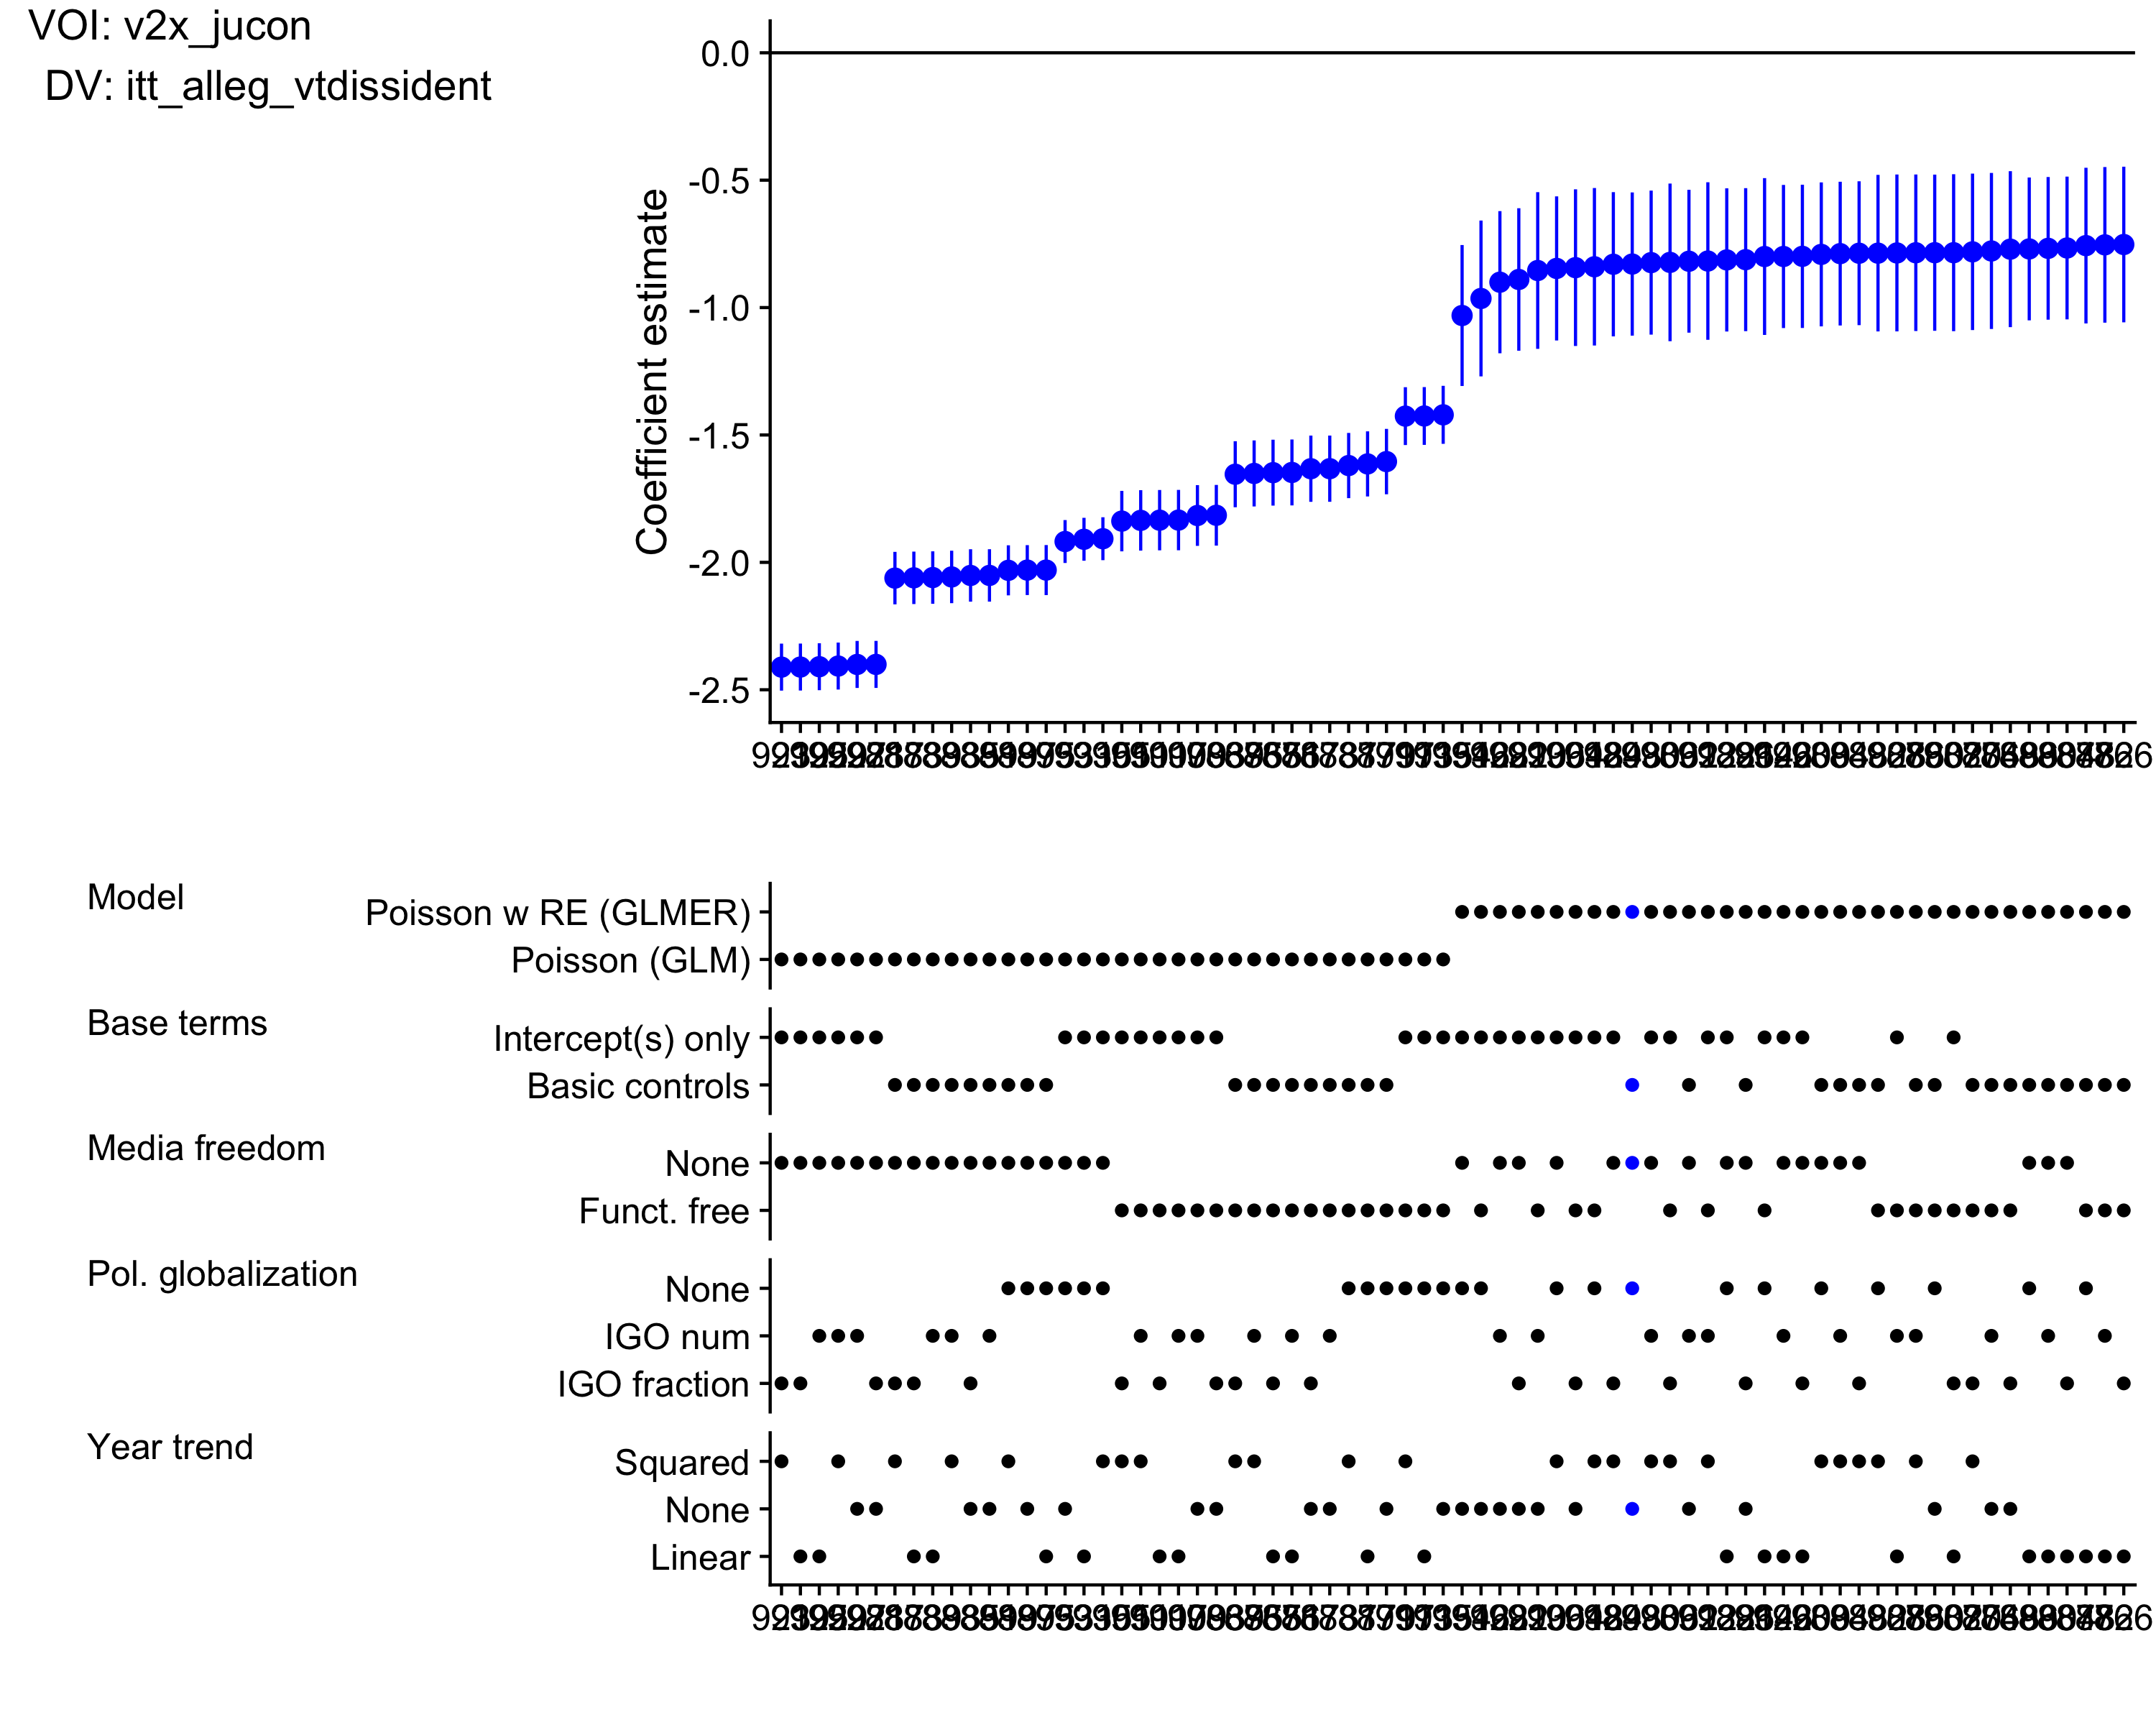 VOI: v2x_jucon
DV: itt_alleg_vtdissident
Coefficient estimate
0.0
-0.5
-1.0
-1.5
-2.0
-2.5
Model
Poisson w RE (GLMER)
Poisson (GLM)
Base terms
Intercept(s) only
Basic controls
Media freedom
None
Funct. free
Pol. globalization
None
IGO num
IGO fraction
Year trend
Squared
None
Linear